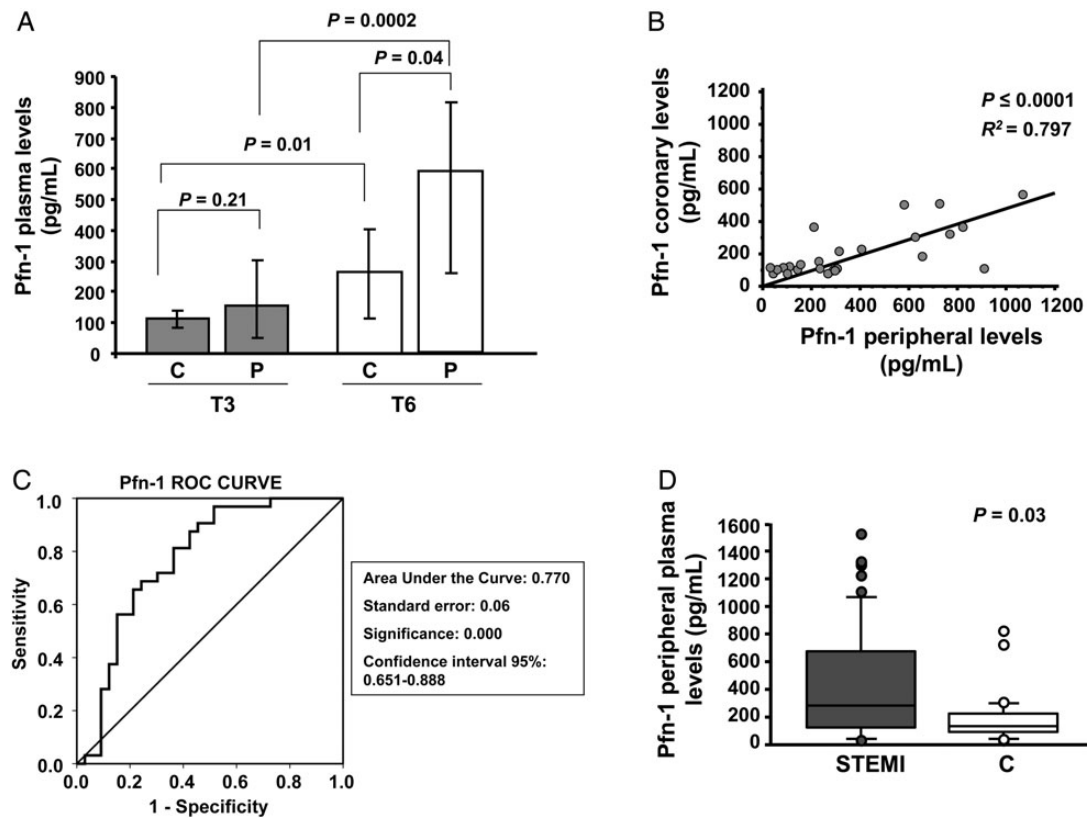 A
P = 0.0002
P = 0.04
P = 0.01
P = 0.21
Pfn-1 plasma levels
(pg/mL)
900
800
700
600
500
400
300
200
100
0
C P C P
T3 T6
B
P ≤ 0.0001
R² = 0.797
Pfn-1 coronary levels
(pg/mL)
1200
1000
800
600
400
200
0
0 200 400 600 800 1000 1200
Pfn-1 peripheral levels
(pg/mL)
C
Pfn-1 ROC CURVE
Sensitivity
1.0
0.8
0.6
0.4
0.2
0.0
0.0 0.2 0.4 0.6 0.8 1.0
1 - Specificity
Area Under the Curve: 0.770
Standard error: 0.06
Significance: 0.000
Confidence interval 95%:
0.651-0.888
D
P = 0.03
Pfn-1 peripheral plasma
levels (pg/mL)
1600
1400
1200
1000
800
600
400
200
0
STEMI C